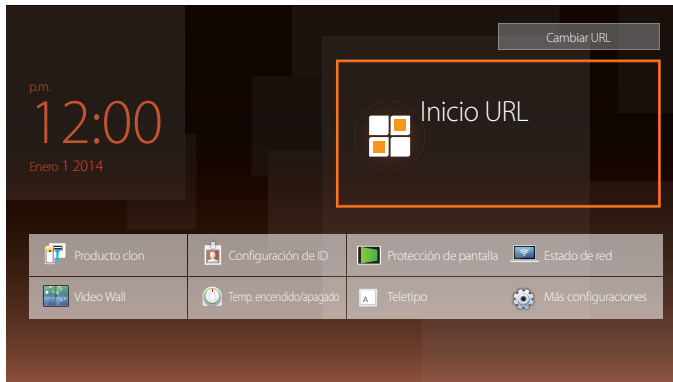 Cambiar URL
p.m.
12:00
Enero 1 2014
Inicio URL
Producto clon
Configuración de ID
Protección de pantalla
Estado de red
Video Wall
Temp. encendido/apagado
A
Teletipo
Más configuraciones